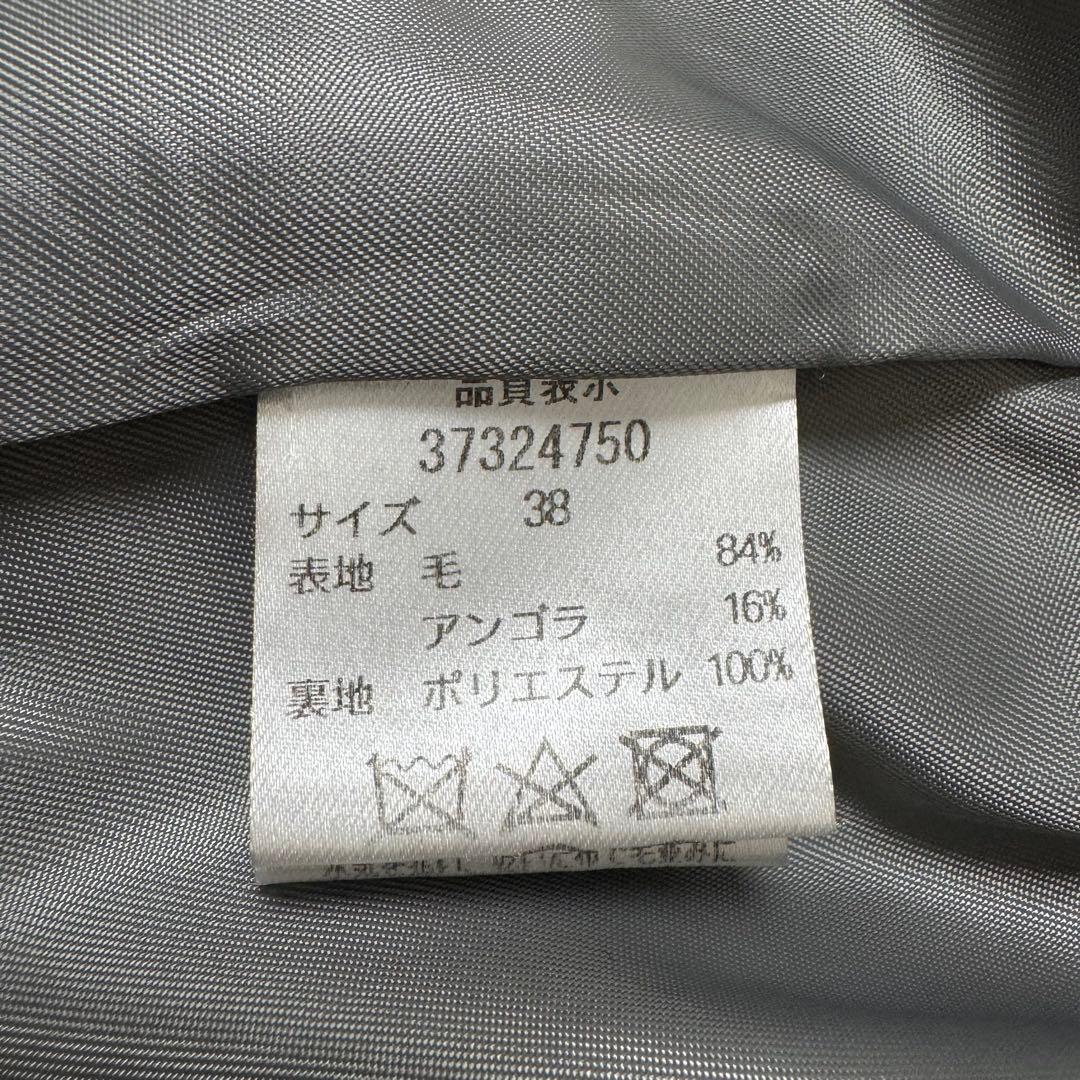 品質表示
37324750
サイズ 38
表地 毛 84%
アンゴラ 16%
裏地 ポリエステル 100%